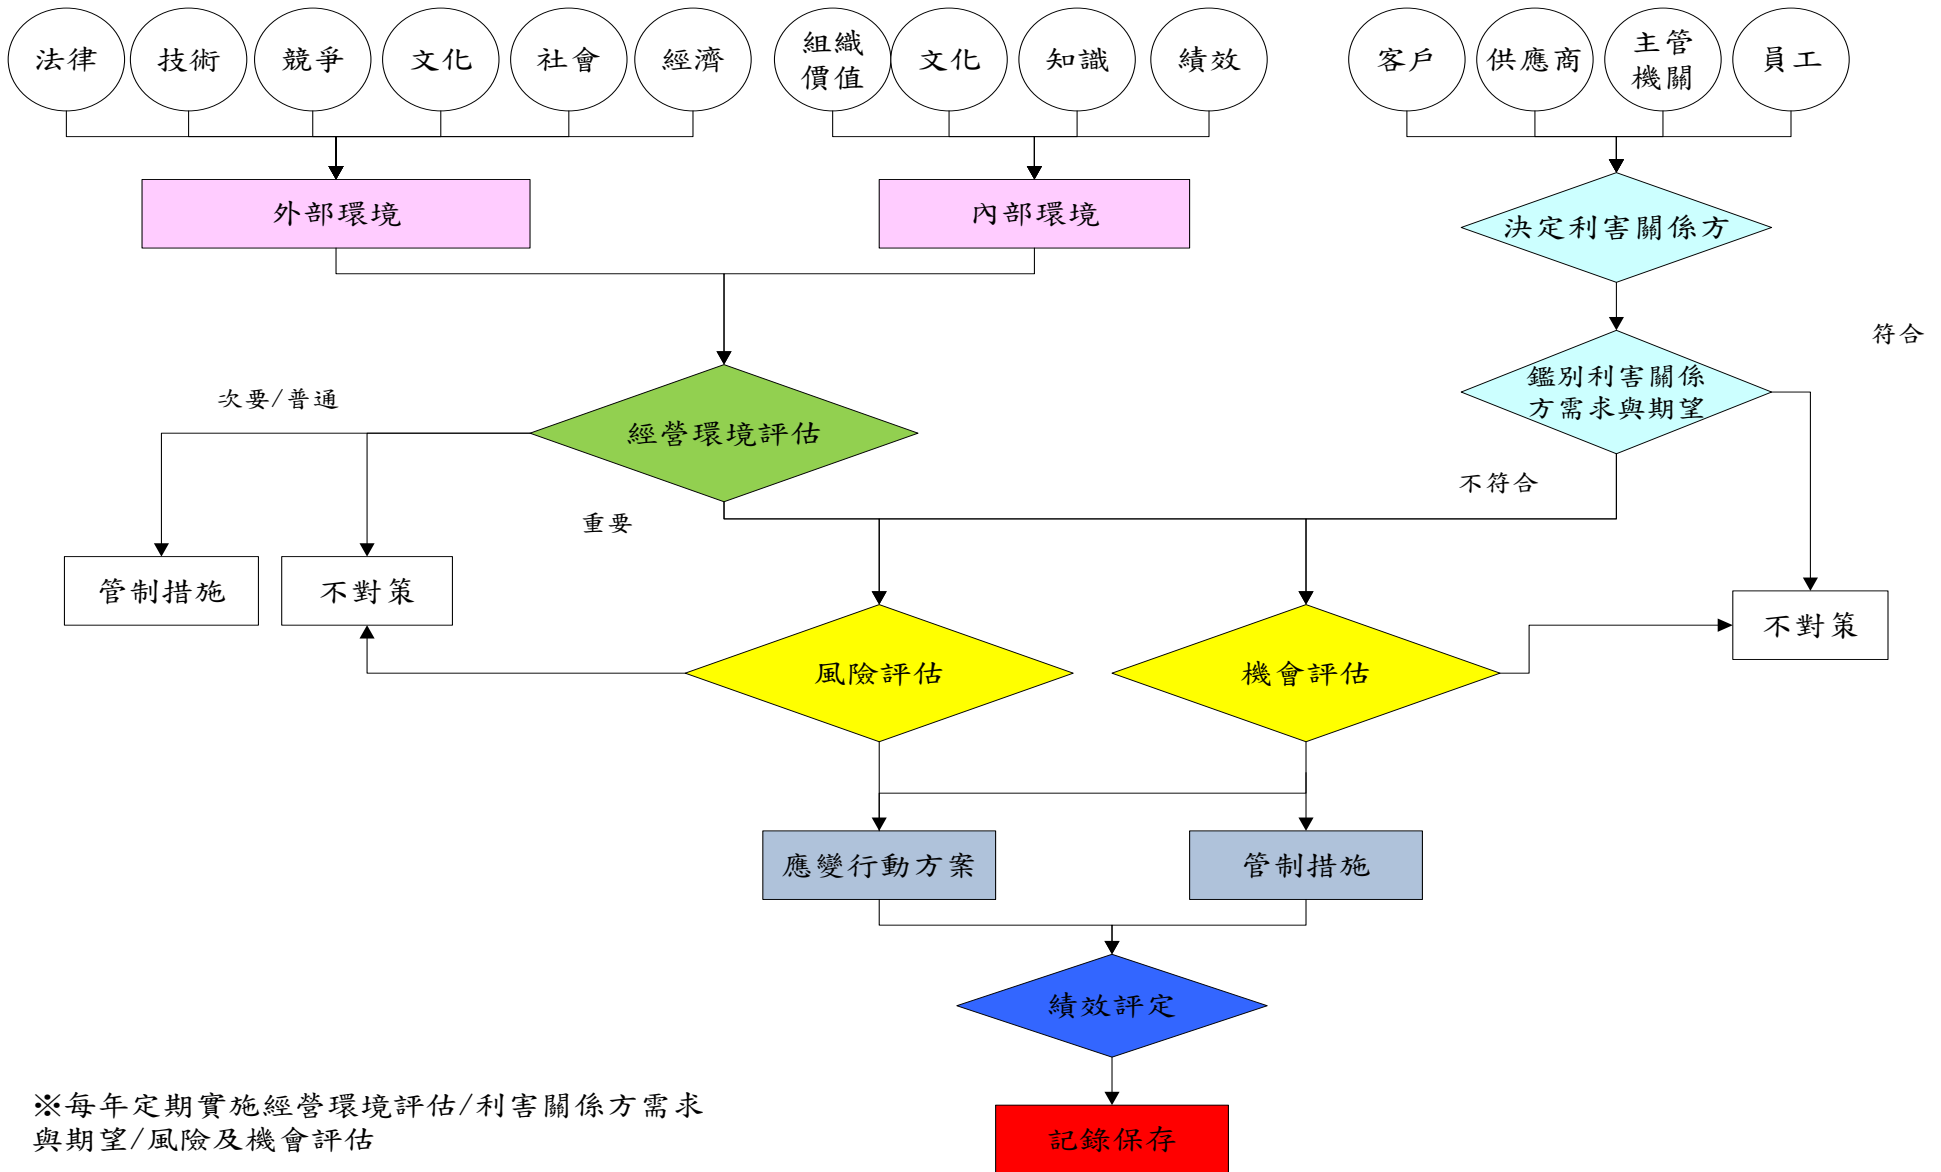 法律
技術
競爭
文化
社會
經濟
組織
價值
文化
知識
績效
客戶
供應商
主管
機關
員工
外部環境
內部環境
決定利害關係方
符合
鑑別利害關係
方需求與期望
次要/普通
經營環境評估
不符合
重要
管制措施
不對策
不對策
風險評估
機會評估
應變行動方案
管制措施
績效評定
※每年定期實施經營環境評估/利害關係方需求
與期望/風險及機會評估
記錄保存